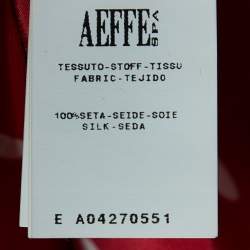 AEFFE SPA
TESSUTO-STOFF-TISSU
FABRIC-TEJIDO
100%SETA-SEIDE-SOIE
SILK-SEDA
E A04270551